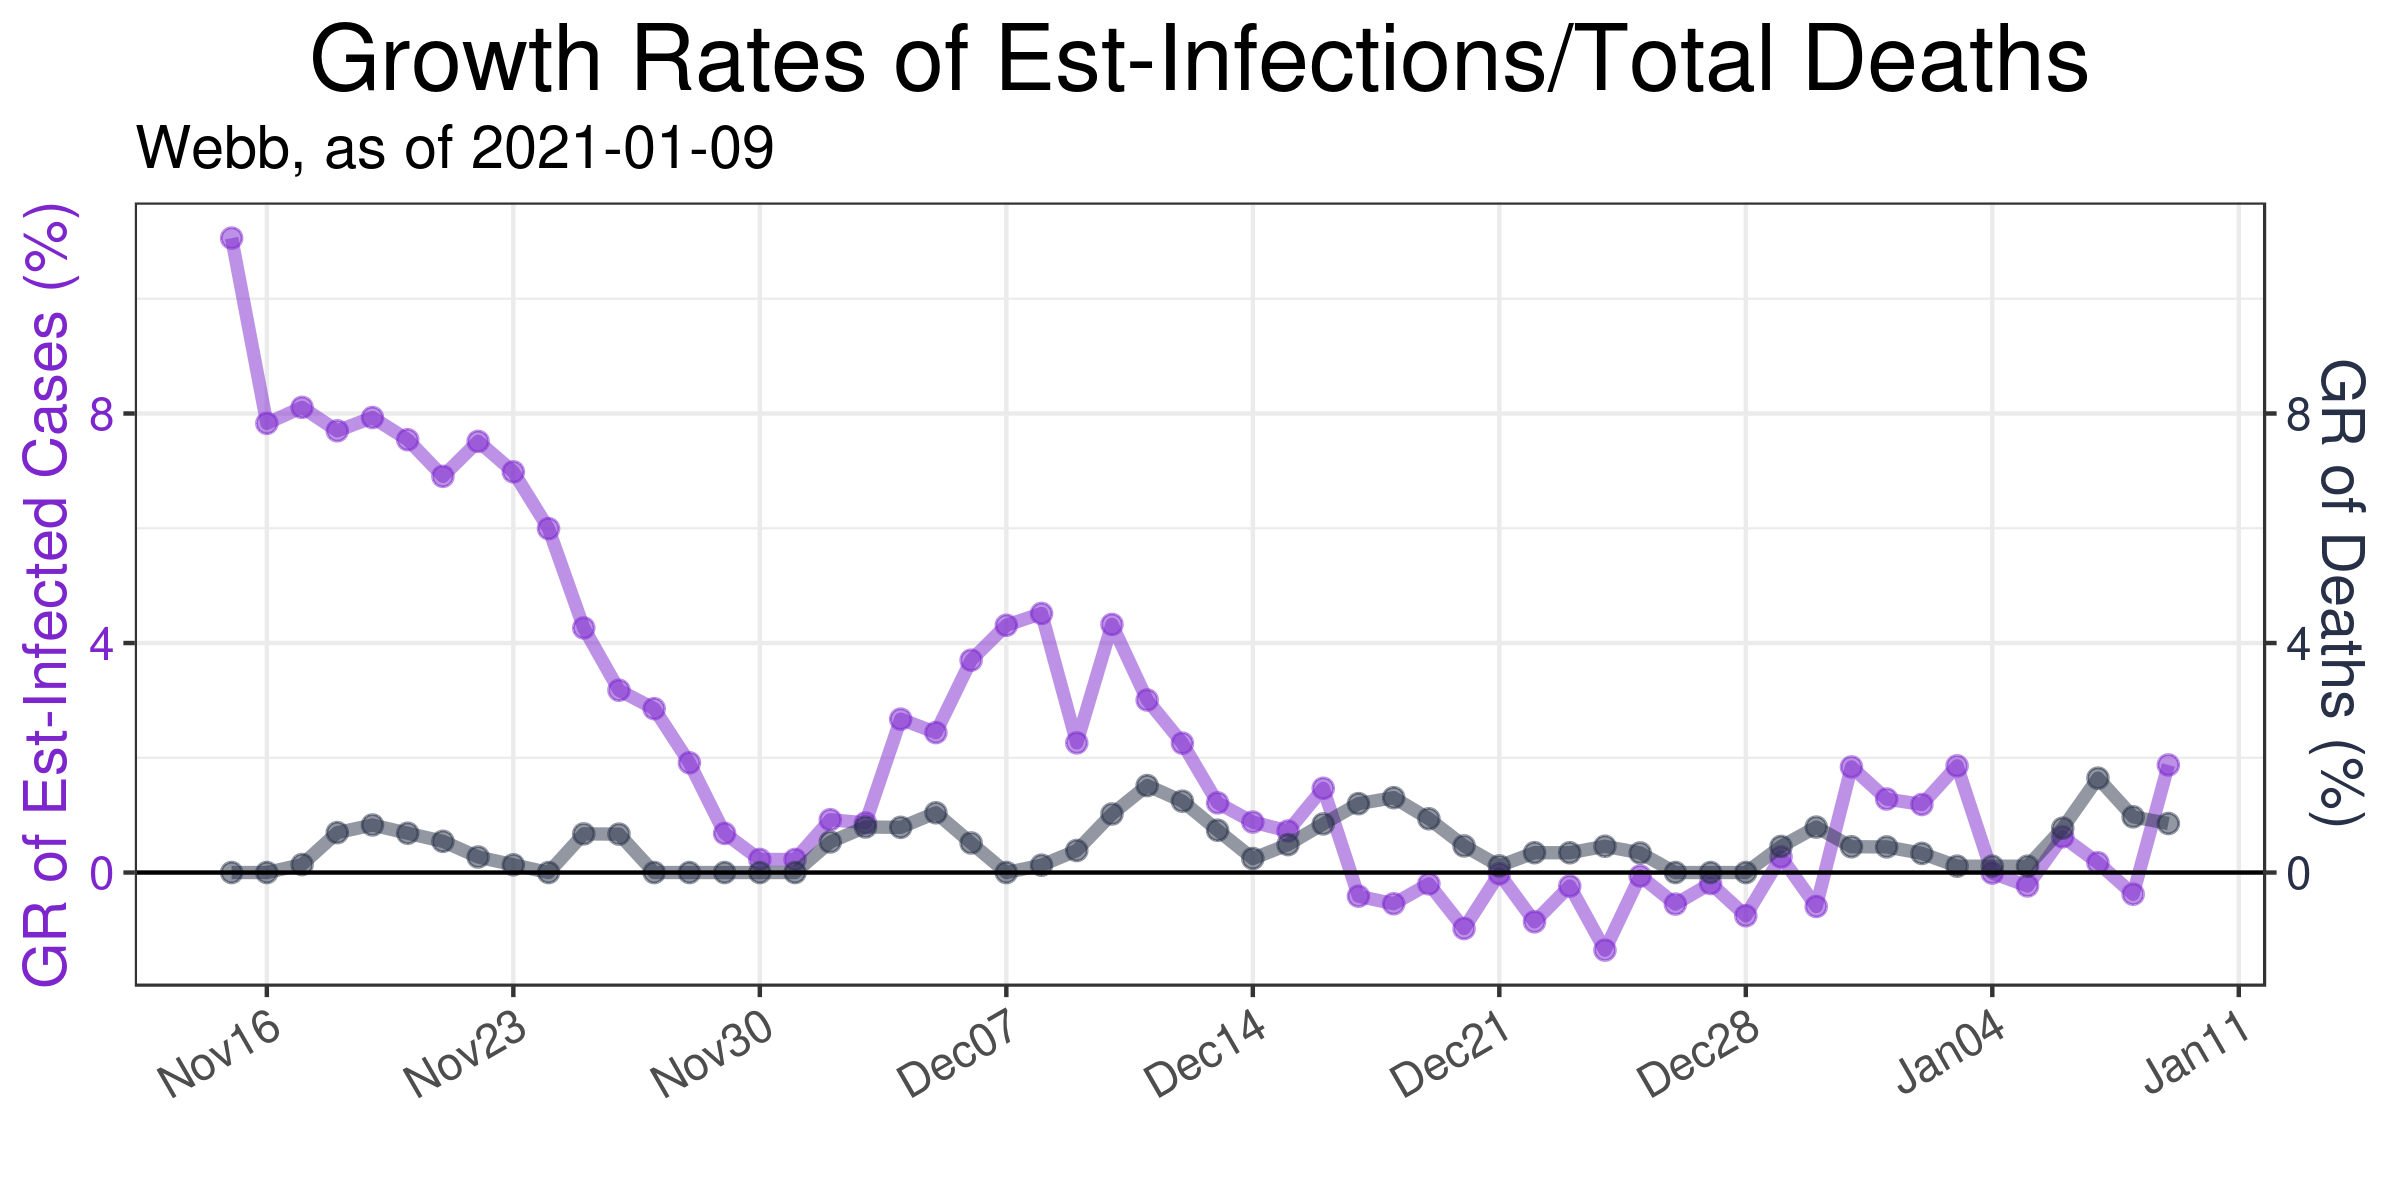 Growth Rates of Est-Infections/Total Deaths
Webb, as of 2021-01-09
GR of Est-Infected Cases (%)
8
4
0
8
4
0
GR of Deaths (%)
Nov16
Nov23
Nov30
Dec07
Dec14
Dec21
Dec28
Jan04
Jan11